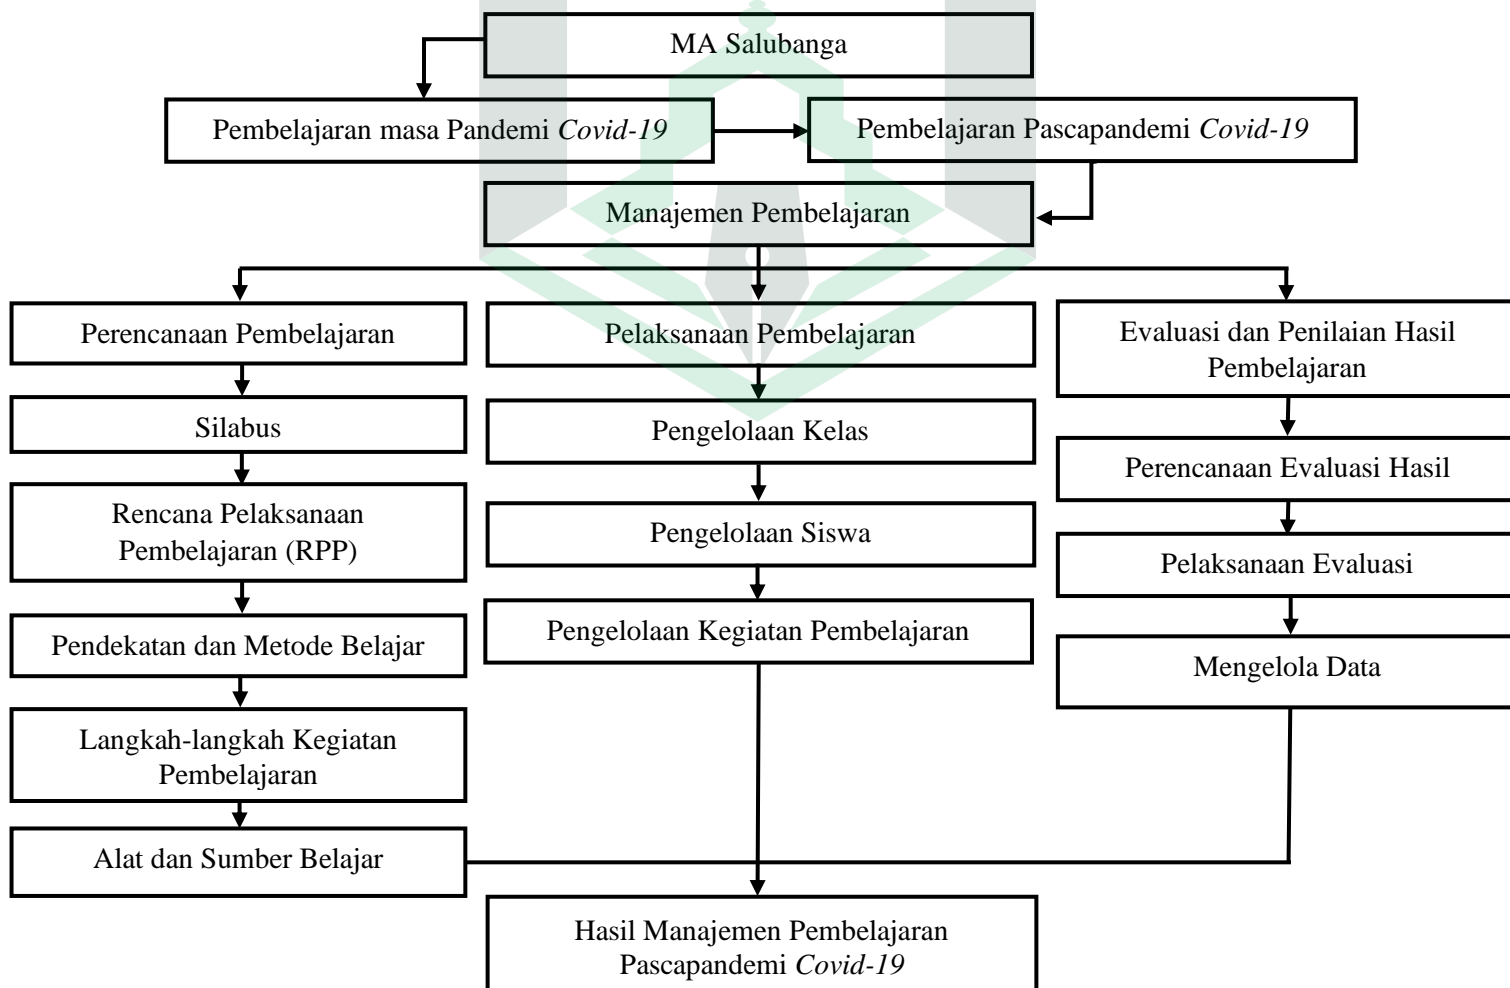 MA Salubanga
Pembelajaran masa Pandemi Covid-19
Pembelajaran Pascapandemi Covid-19
Manajemen Pembelajaran
Perencanaan Pembelajaran
Silabus
Rencana Pelaksanaan
Pembelajaran (RPP)
Pendekatan dan Metode Belajar
Langkah-langkah Kegiatan
Pembelajaran
Alat dan Sumber Belajar
Pelaksanaan Pembelajaran
Pengelolaan Kelas
Pengelolaan Siswa
Pengelolaan Kegiatan Pembelajaran
Evaluasi dan Penilaian Hasil
Pembelajaran
Perencanaan Evaluasi Hasil
Pelaksanaan Evaluasi
Mengelola Data
Hasil Manajemen Pembelajaran
Pascapandemi Covid-19